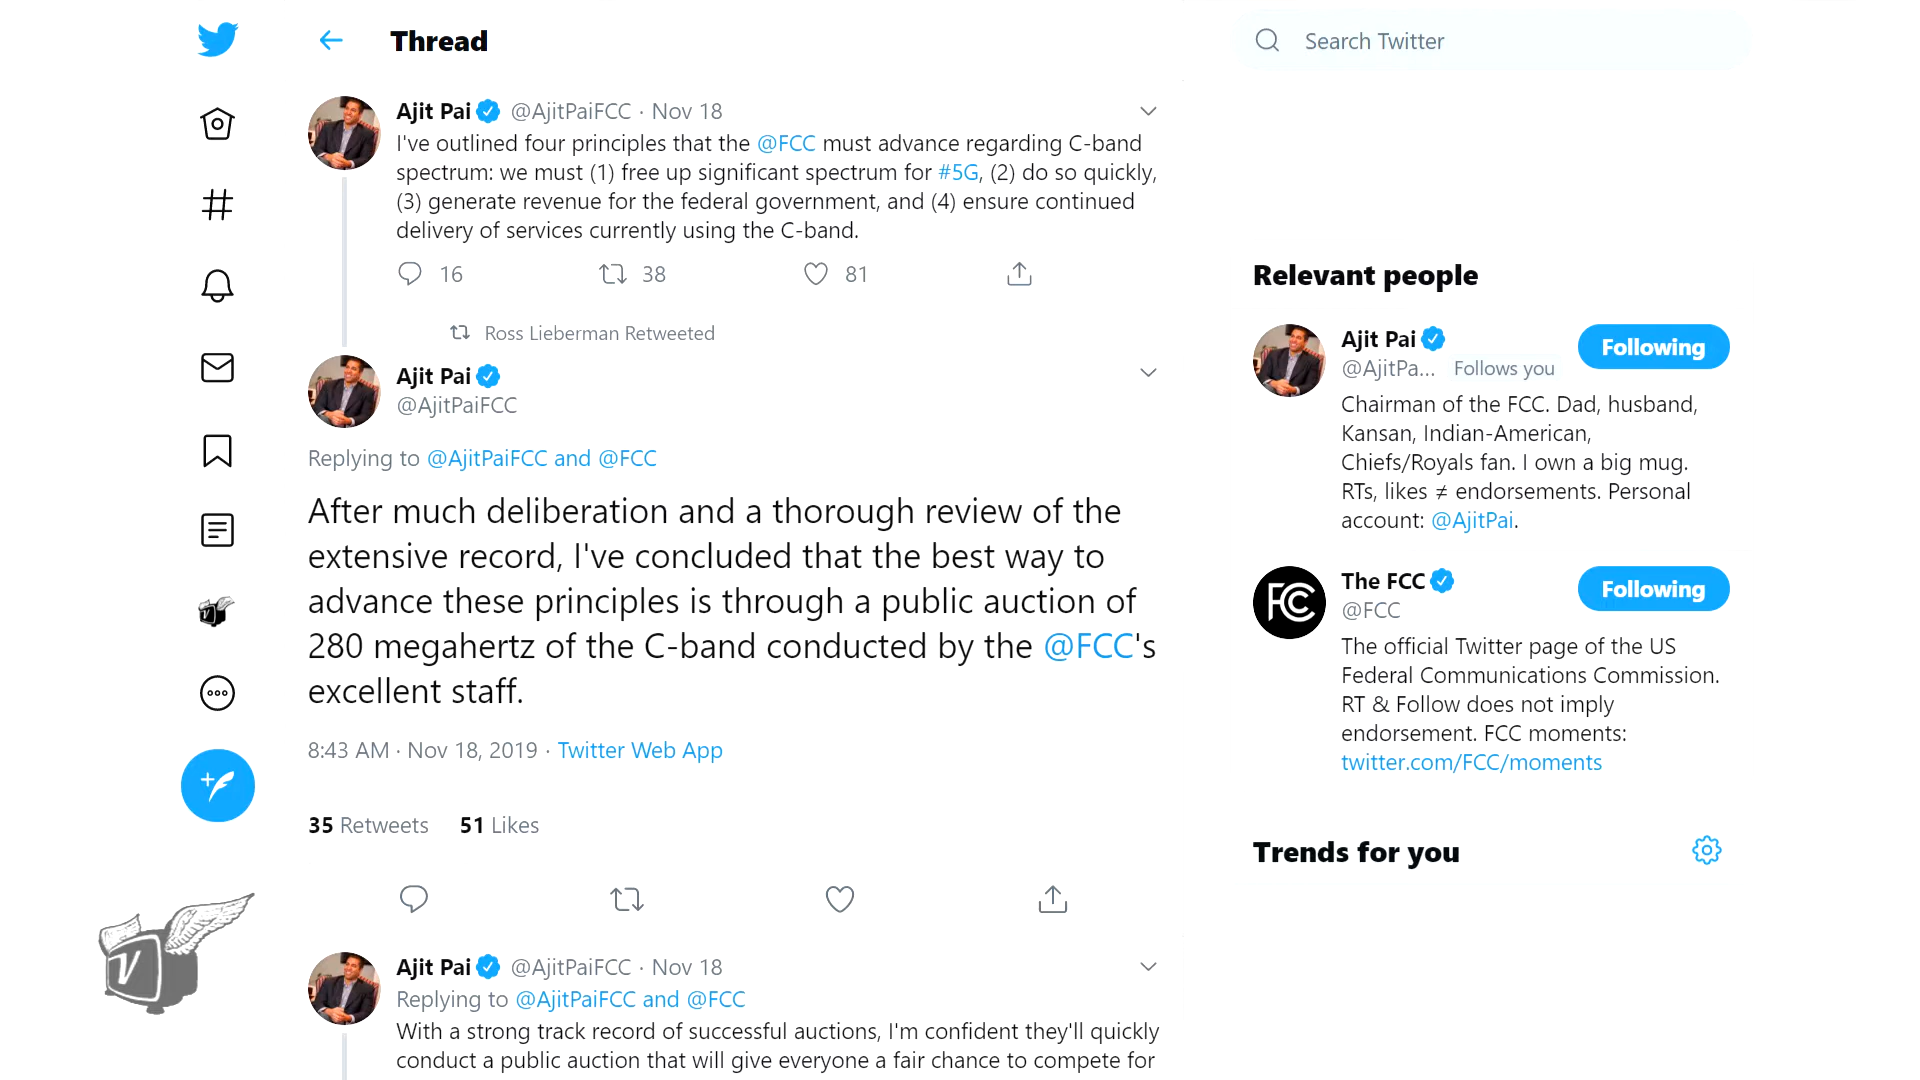 Thread
Search Twitter
Ajit Pai @AjitPaiFCC · Nov 18
I've outlined four principles that the @FCC must advance regarding C-band
spectrum: we must (1) free up significant spectrum for #5G, (2) do so quickly,
(3) generate revenue for the federal government, and (4) ensure continued
delivery of services currently using the C-band.
16 38 81
Ross Lieberman Retweeted
Ajit Pai
@AjitPaiFCC
Replying to @AjitPaiFCC and @FCC
After much deliberation and a thorough review of the
extensive record, I've concluded that the best way to
advance these principles is through a public auction of
280 megahertz of the C-band conducted by the @FCC's
excellent staff.
8:43 AM · Nov 18, 2019 · Twitter Web App
35 Retweets 51 Likes
Ajit Pai @AjitPaiFCC · Nov 18
Replying to @AjitPaiFCC and @FCC
With a strong track record of successful auctions, I'm confident they'll quickly
conduct a public auction that will give everyone a fair chance to compete for
Relevant people
Ajit Pai
Following
@AjitPa... Follows you
Chairman of the FCC. Dad, husband,
Kansan, Indian-American,
Chiefs/Royals fan. I own a big mug.
RTs, likes ≠ endorsements. Personal
account: @AjitPai.
FCC
The FCC
Following
@FCC
The official Twitter page of the US
Federal Communications Commission.
RT & Follow does not imply
endorsement. FCC moments:
twitter.com/FCC/moments
Trends for you
V